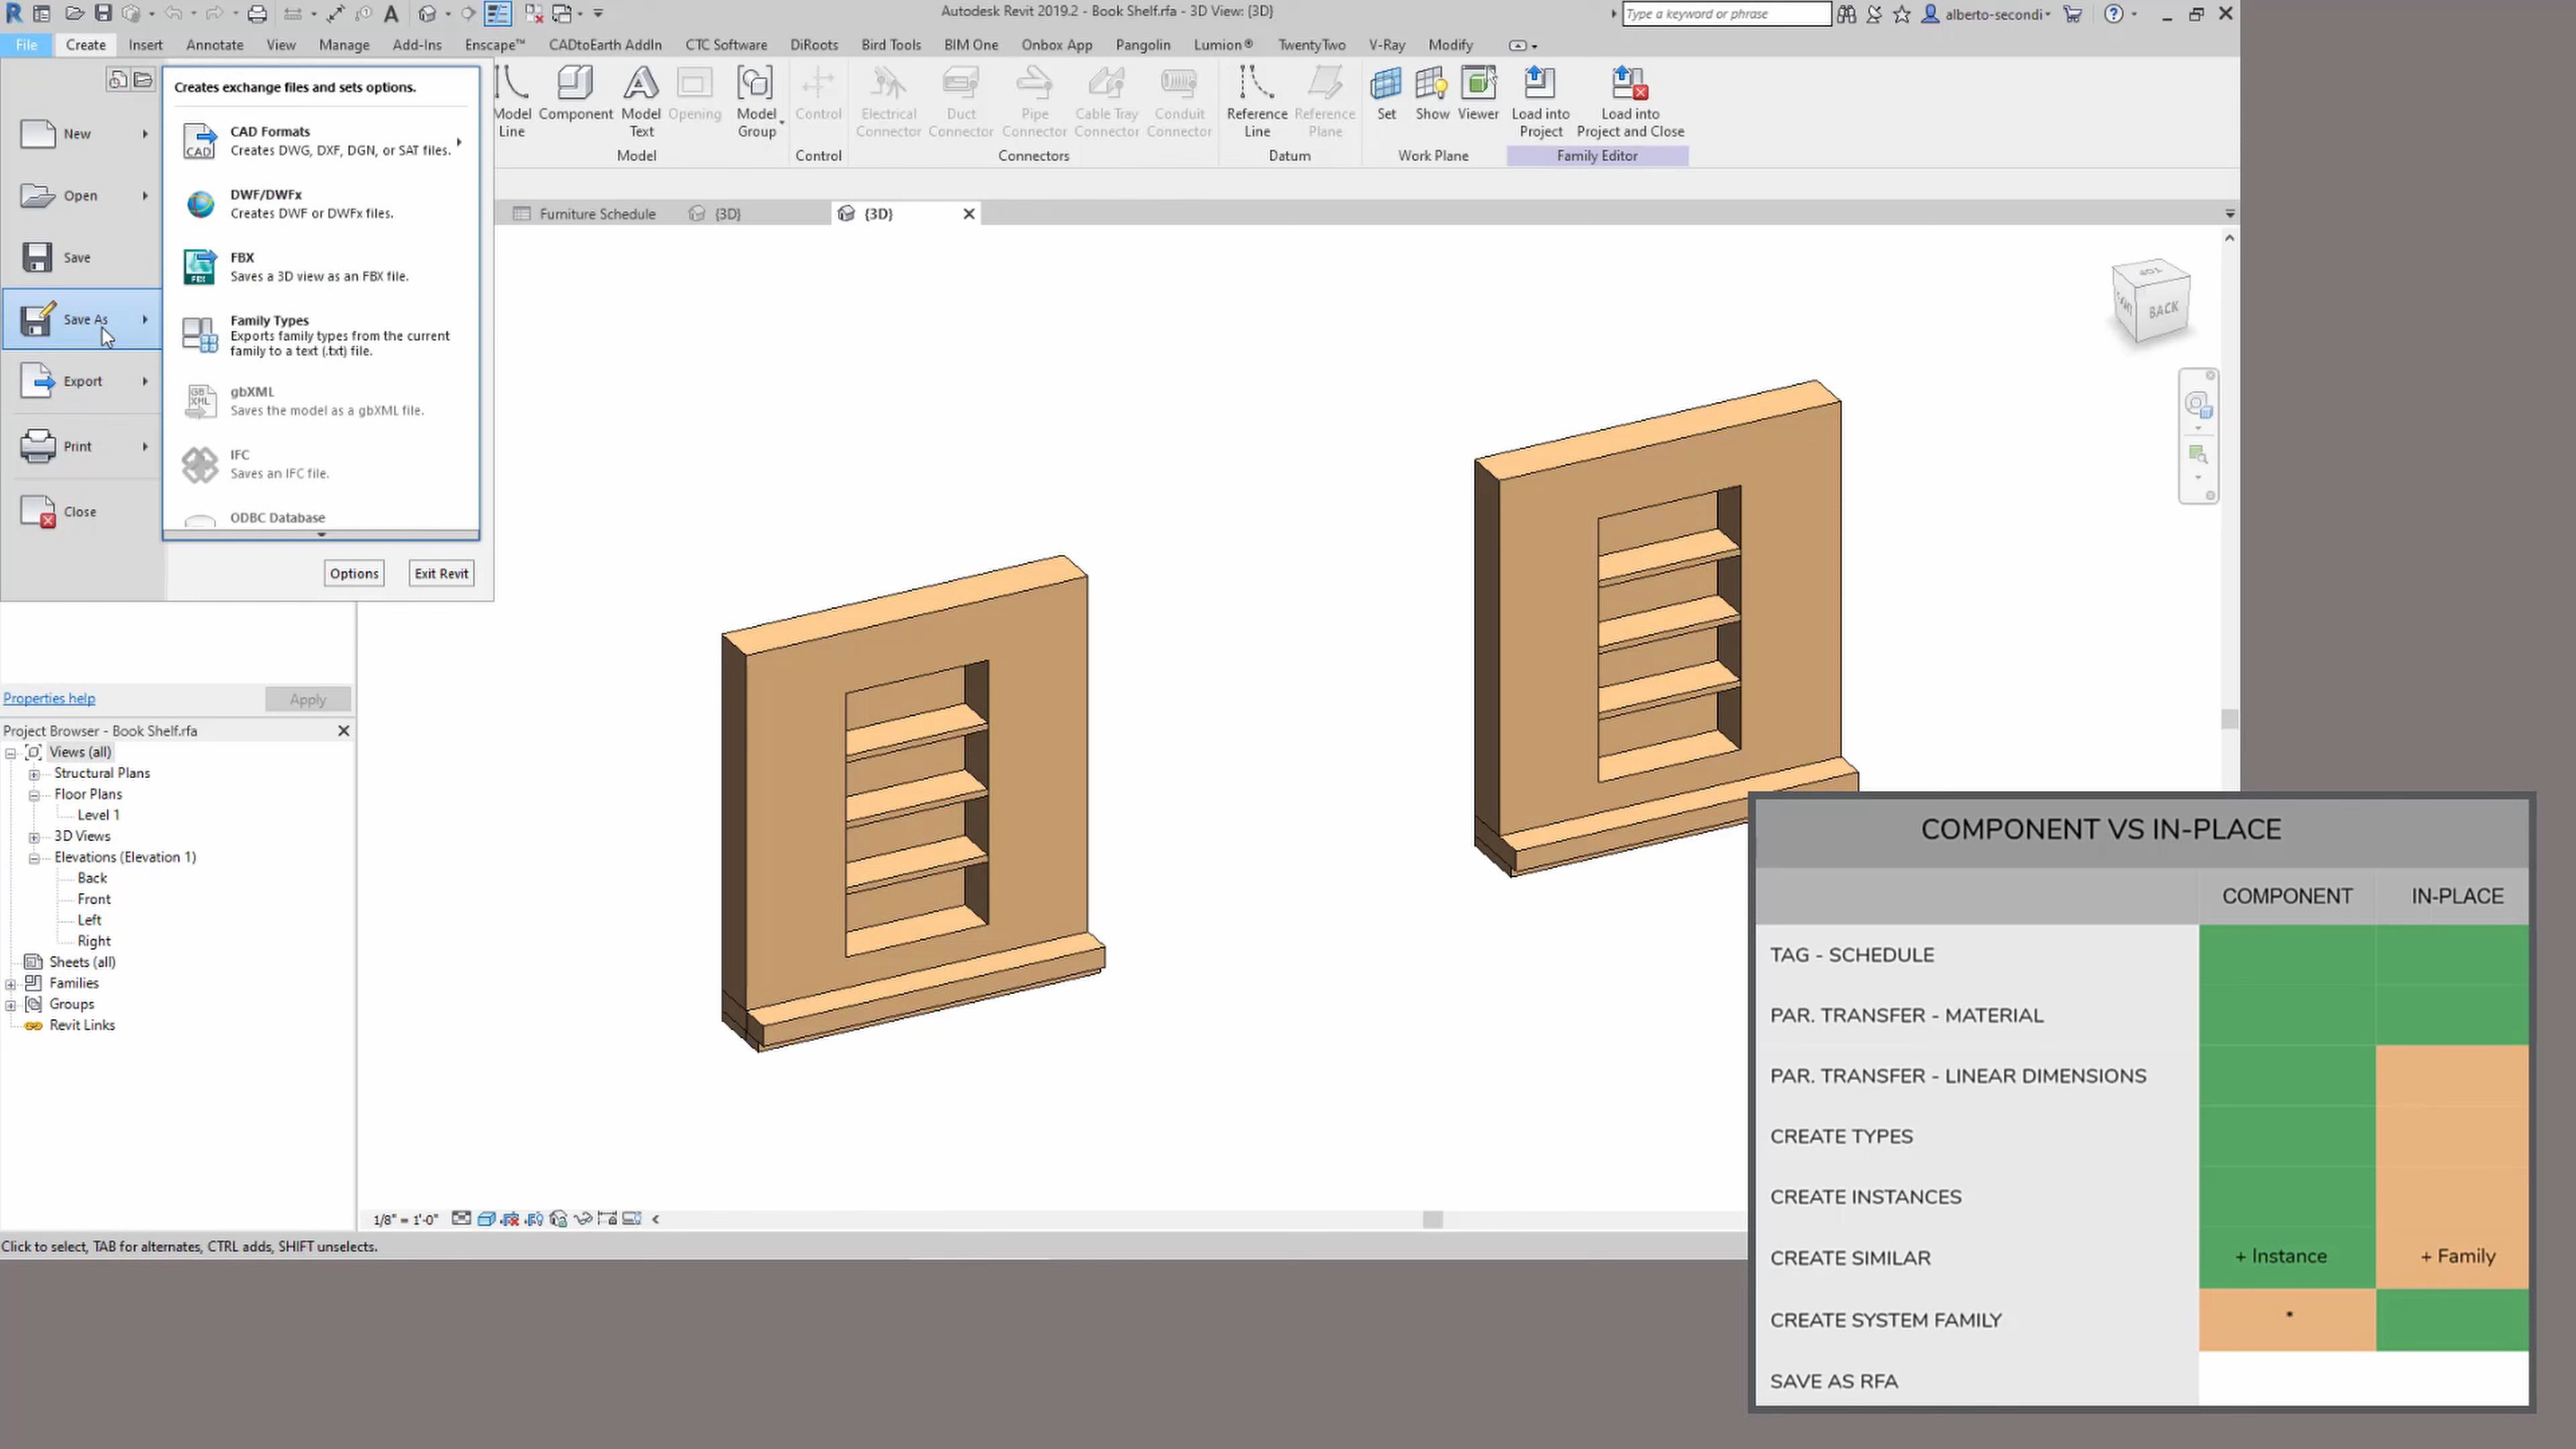 Autodesk Revit 2019.2 - Book Shelf.rfa - 3D View: {3D}
Type a keyword or phrase
alberto-secondi
File Create Insert Annotate View Manage Add-Ins Enscape™ CADtoEarth AddIn CTC Software DiRoots Bird Tools BIM One Onbox App Pangolin Lumion® TwentyTwo V-Ray Modify
Creates exchange files and sets options.
New
Open
Save
Save As
Export
Print
Close
CAD Formats
Creates DWG, DXF, DGN, or SAT files.
DWF/DWFx
Creates DWF or DWFx files.
FBX
Saves a 3D view as an FBX file.
Family Types
Exports family types from the current
family to a text (.txt) file.
gbXML
Saves the model as a gbXML file.
IFC
Saves an IFC file.
ODBC Database
Options Exit Revit
Model
Line
Component
Model
Text
Opening
Model
Group
Control
Electrical
Connector
Duct
Connector
Pipe
Connector
Cable Tray
Connector
Conduit
Connector
Reference
Line
Reference
Plane
Set
Show
Viewer
Load into
Project
Load into
Project and Close
Model Control Connectors Datum Work Plane Family Editor
Furniture Schedule {3D} {3D}
BACK
Properties help Apply
Project Browser - Book Shelf.rfa
Views (all)
Structural Plans
Floor Plans
Level 1
3D Views
Elevations (Elevation 1)
Back
Front
Left
Right
Sheets (all)
Families
Groups
Revit Links
1/8" = 1'-0"
Click to select, TAB for alternates, CTRL adds, SHIFT unselects.
COMPONENT VS IN-PLACE
COMPONENT IN-PLACE
TAG - SCHEDULE
PAR. TRANSFER - MATERIAL
PAR. TRANSFER - LINEAR DIMENSIONS
CREATE TYPES
CREATE INSTANCES
CREATE SIMILAR + Instance + Family
CREATE SYSTEM FAMILY *
SAVE AS RFA